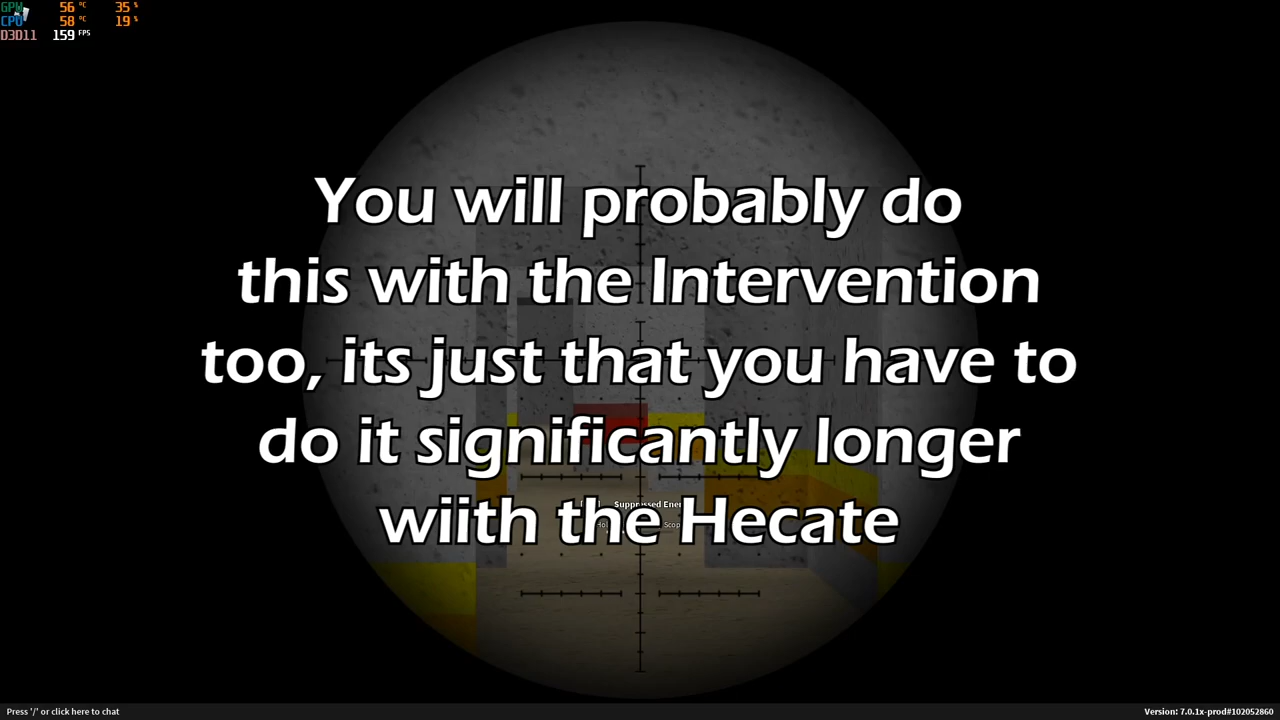 GPU 56 °C 35 %
CPU 58 °C 19 %
D3D11 159 FPS
You will probably do
this with the Intervention
too, its just that you have to
do it significantly longer
wiith the Hecate
Suppressed
Press '/' or click here to chat
Version: 7.0.1x-prod#102052860